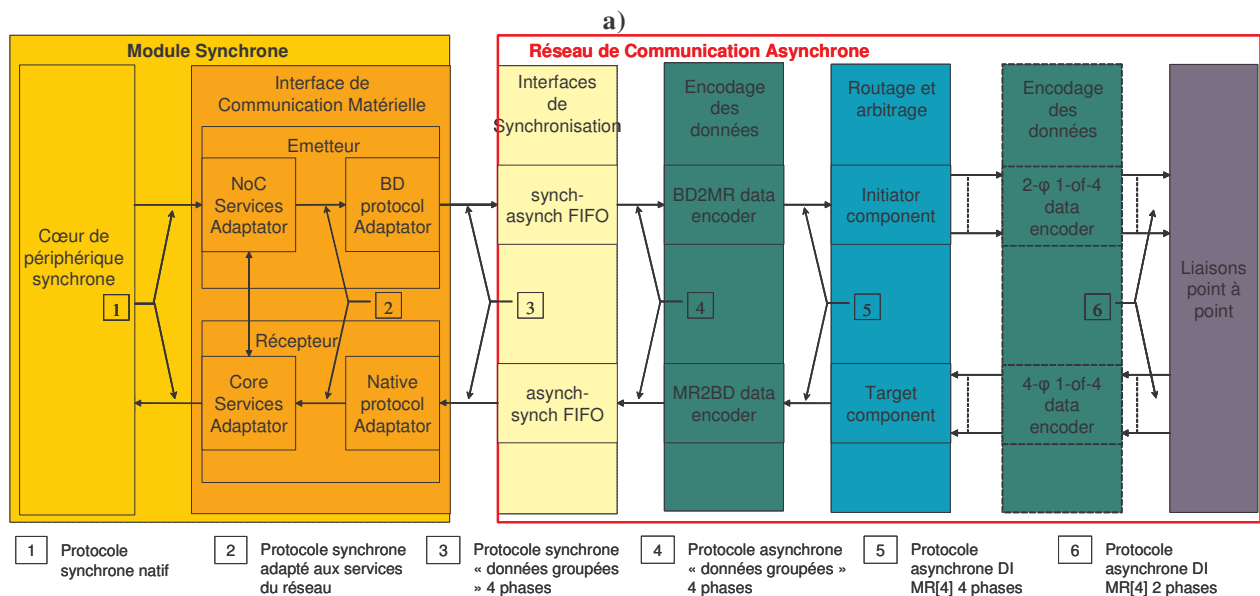 a)
Module Synchrone
Réseau de Communication Asynchrone
Interface de
Communication Matérielle
Interfaces
de
Synchronisation
Encodage
des
données
Routage et
arbitrage
Encodage
des
données
Emetteur
NoC
Services
Adaptator
BD
protocol
Adaptator
synch-
asynch FIFO
BD2MR data
encoder
Initiator
component
2-φ 1-of-4
data
encoder
Cœur de
périphérique
synchrone
Liaisons
point à
point
1
2
3
4
5
6
Récepteur
Core
Services
Adaptator
Native
protocol
Adaptator
asynch-
synch FIFO
MR2BD data
encoder
Target
component
4-φ 1-of-4
data
encoder
1
Protocole
synchrone natif
2
Protocole synchrone
adapté aux services
du réseau
3
Protocole synchrone
« données groupées
» 4 phases
4
Protocole asynchrone
« données groupées »
4 phases
5
Protocole
asynchrone DI
MR[4] 4 phases
6
Protocole
asynchrone DI
MR[4] 2 phases